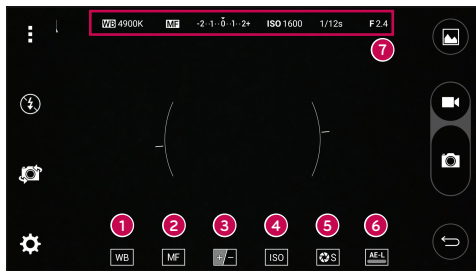 WB 4900K MF -2··1··0··1··2+ ISO 1600 1/12s F 2.4
7
1 2 3 4 5 6
WB MF +/- ISO S AE-L